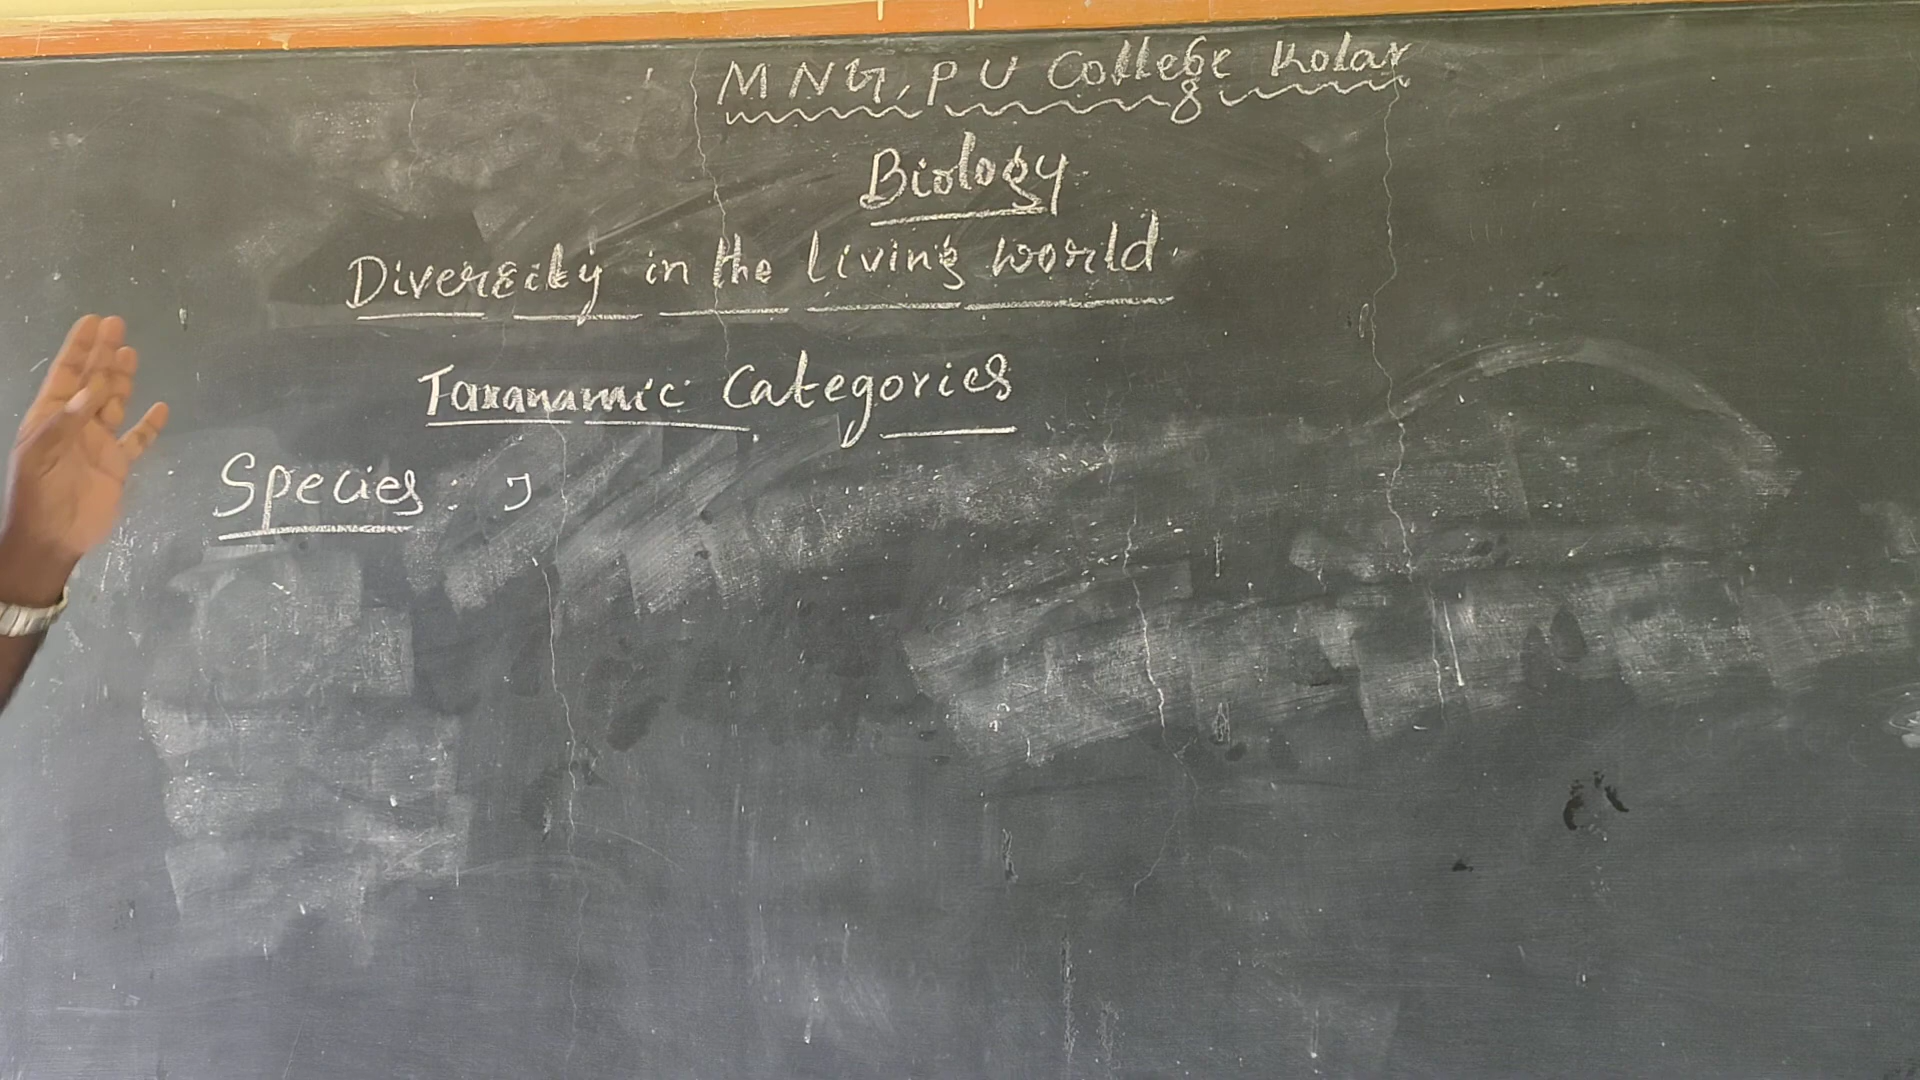 MNG, PU College Kolar
Biology
Diversity in the Living world.
Taxanamic Categories
Species :